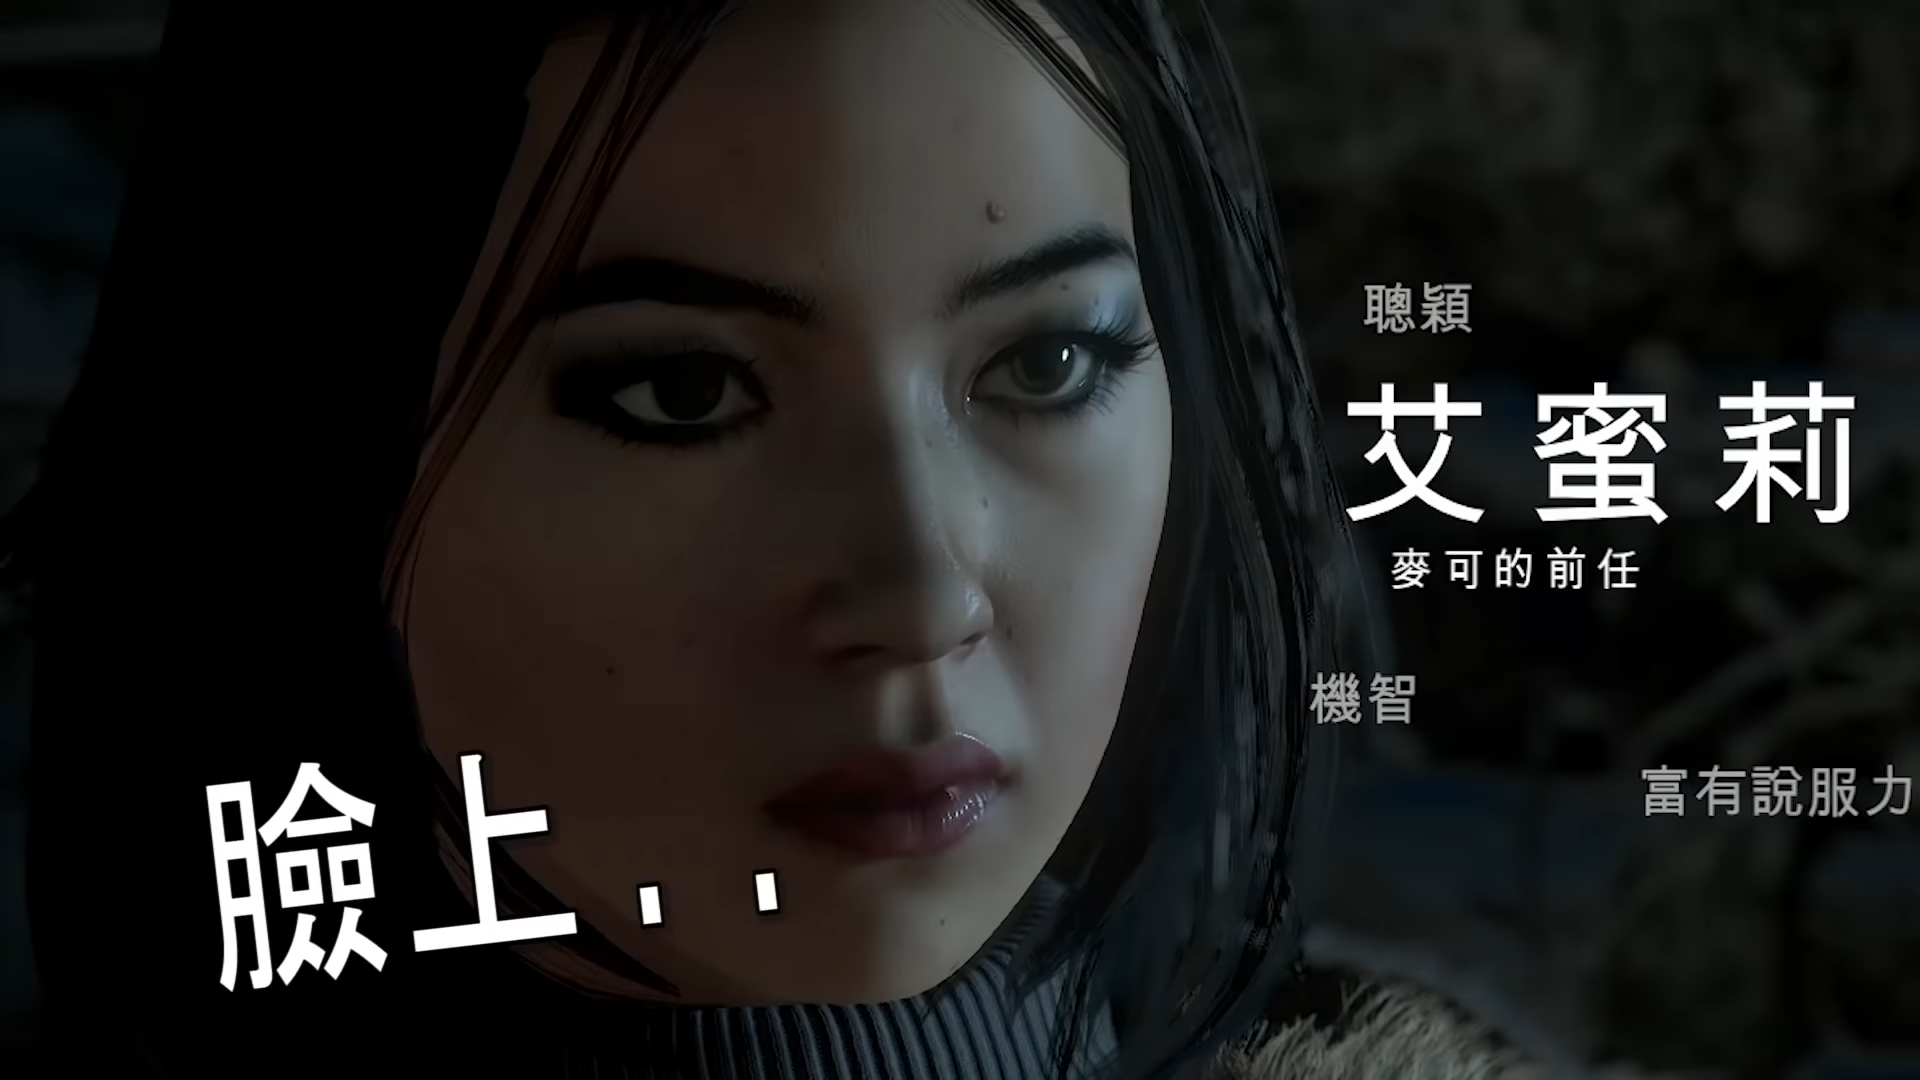 聰穎
艾蜜莉
麥可的前任
機智
富有說服力
臉上..